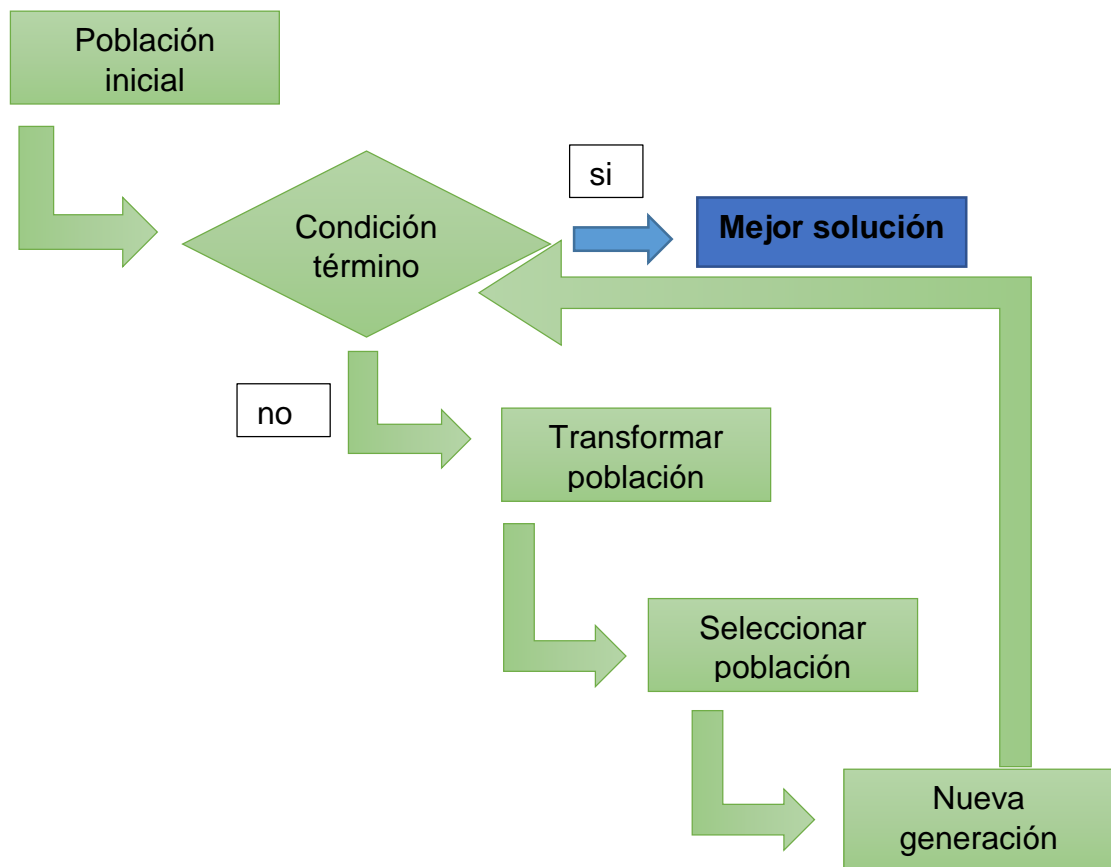 Población
inicial
si
Condición
término
Mejor solución
no
Transformar
población
Seleccionar
población
Nueva
generación